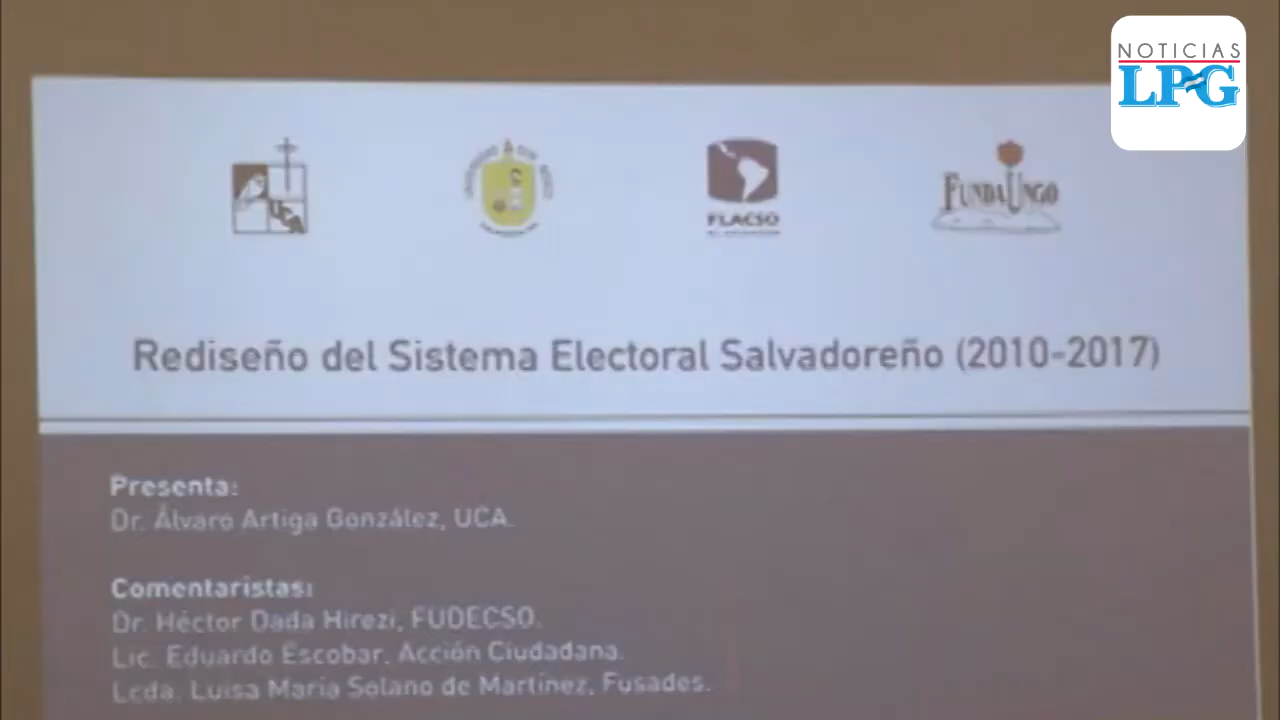 NOTICIAS
LPG
UCA
FLACSO
FUNDAUNGO
Rediseño del Sistema Electoral Salvadoreño (2010-2017)
Presenta:
Dr. Álvaro Artiga González, UCA.
Comentaristas:
Dr. Héctor Dada Hirezi, FUDECSO.
Lic. Eduardo Escobar, Acción Ciudadana.
Lcda. Luisa María Solano de Martínez, Fusades.